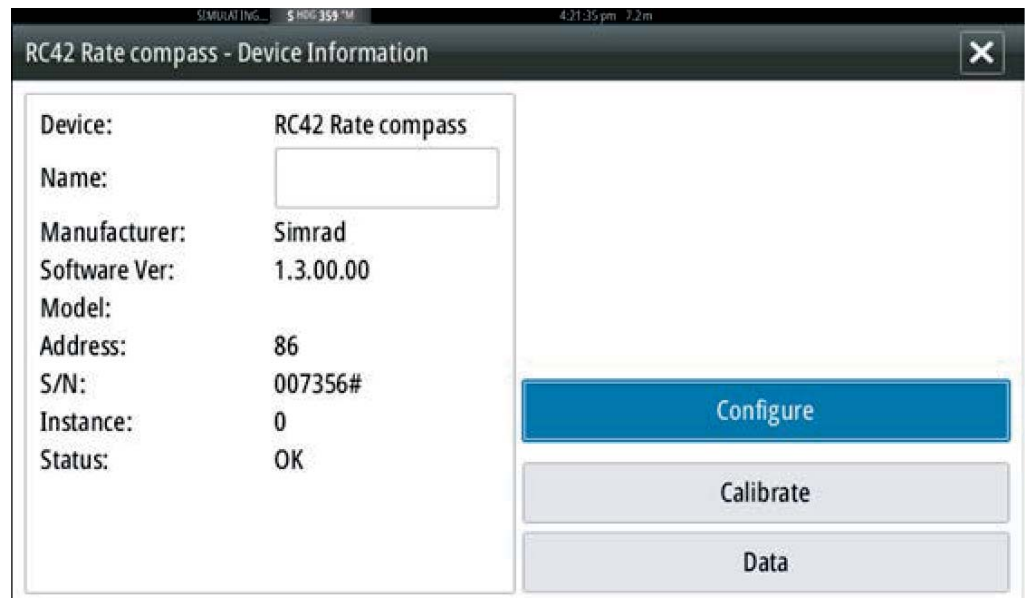 SIMULATING... S HDG 359 °M 4:21:35 pm 7.2 m
RC42 Rate compass - Device Information
Device: RC42 Rate compass
Name:
Manufacturer: Simrad
Software Ver: 1.3.00.00
Model:
Address: 86
S/N: 007356#
Instance: 0
Status: OK
Configure
Calibrate
Data